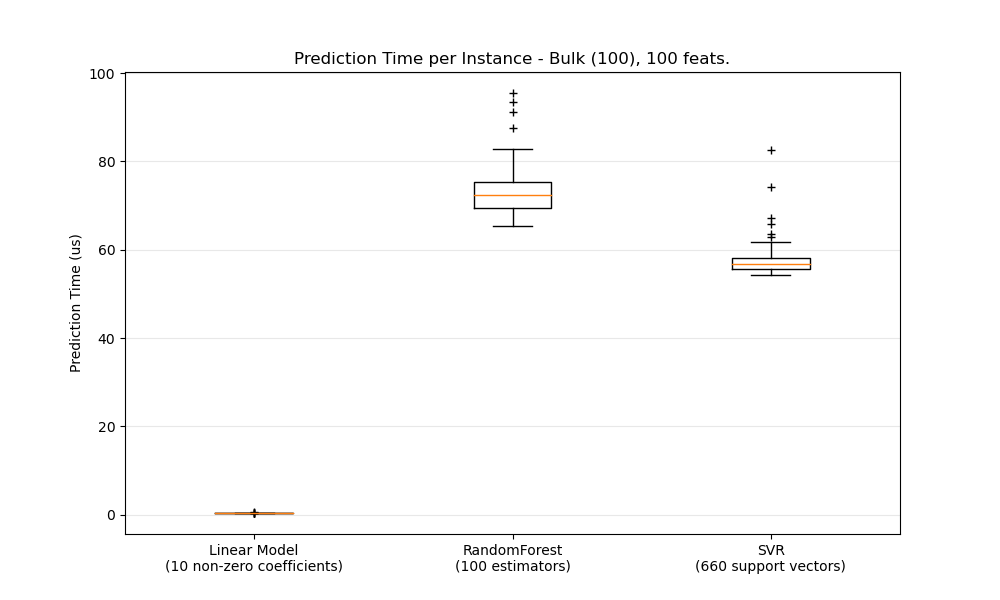 Prediction Time per Instance - Bulk (100), 100 feats.
100
80
60
40
20
0
Prediction Time (us)
Linear Model
(10 non-zero coefficients)
RandomForest
(100 estimators)
SVR
(660 support vectors)